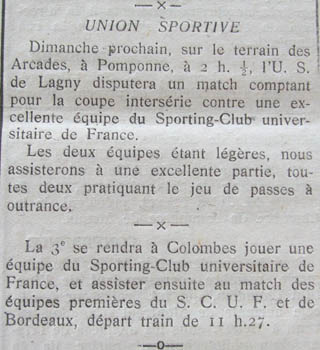 UNION SPORTIVE
Dimanche prochain, sur le terrain des
Arcades, à Pomponne, à 2 h. ½, l'U. S.
de Lagny disputera un match comptant
pour la coupe intersérie contre une ex-
cellente équipe du Sporting-Club univer-
sitaire de France.
Les deux équipes étant légères, nous
assisterons à une excellente partie, tou-
tes deux pratiquant le jeu de passes à
outrance.
La 3e se rendra à Colombes jouer une
équipe du Sporting-Club universitaire de
France, et assister ensuite au match des
équipes premières du S. C. U. F. et de
Bordeaux, départ train de 11 h.27.